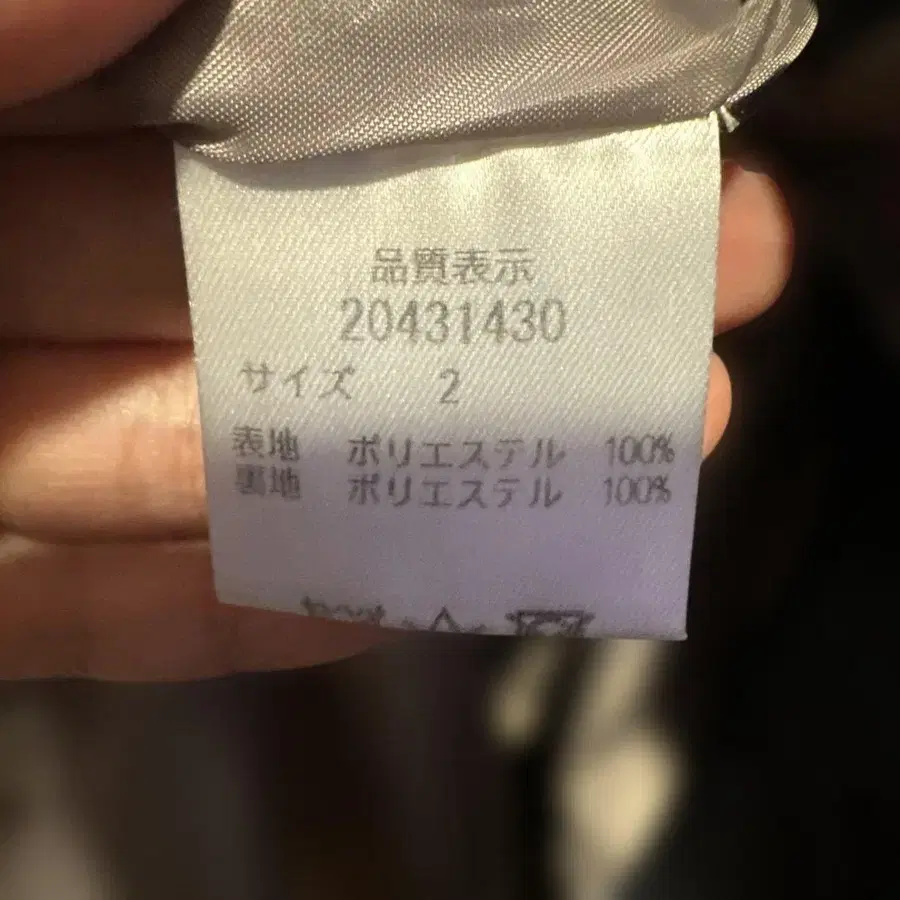 品質表示
20431430
サイズ 2
表地 ポリエステル 100%
裏地 ポリエステル 100%